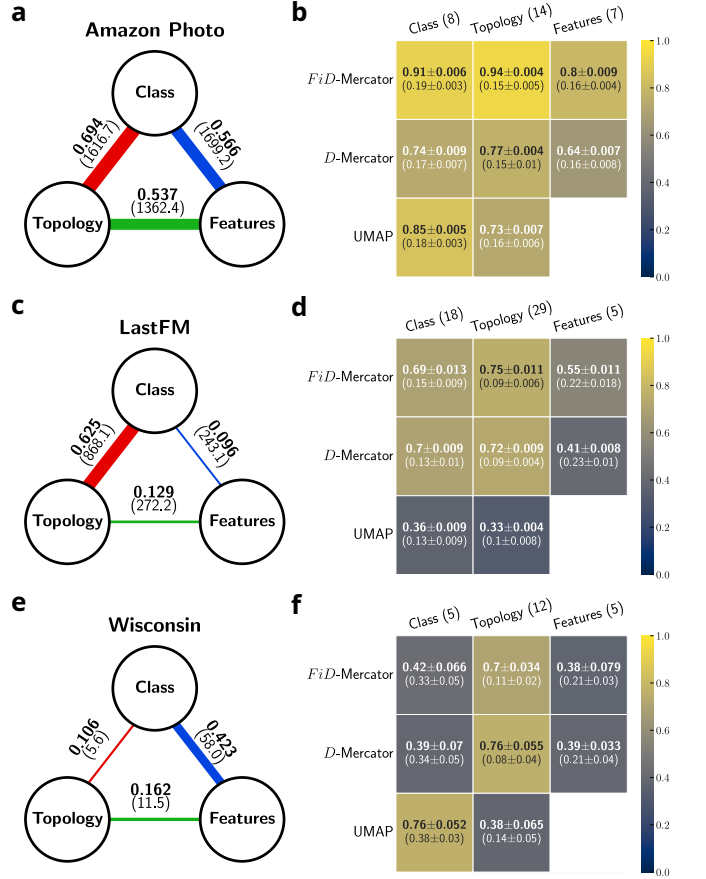 a
Amazon Photo
Class
0.694
(1616.7)
0.566
(1699.2)
0.537
(1362.4)
Topology
Features
b
Class (8)
Topology (14)
Features (7)
FiD-Mercator
0.91±0.006
(0.19±0.003)
0.94±0.004
(0.15±0.005)
0.8±0.009
(0.16±0.004)
D-Mercator
0.74±0.009
(0.17±0.007)
0.77±0.004
(0.15±0.01)
0.64±0.007
(0.16±0.008)
UMAP
0.85±0.005
(0.18±0.003)
0.73±0.007
(0.16±0.006)
1.0
0.8
0.6
0.4
0.2
0.0
c
LastFM
Class
0.625
(868.1)
0.096
(243.1)
0.129
(272.2)
Topology
Features
d
Class (18)
Topology (29)
Features (5)
FiD-Mercator
0.69±0.013
(0.15±0.009)
0.75±0.011
(0.09±0.006)
0.55±0.011
(0.22±0.018)
D-Mercator
0.7±0.009
(0.13±0.01)
0.72±0.009
(0.09±0.004)
0.41±0.008
(0.23±0.01)
UMAP
0.36±0.009
(0.13±0.009)
0.33±0.004
(0.1±0.008)
1.0
0.8
0.6
0.4
0.2
0.0
e
Wisconsin
Class
0.106
(5.6)
0.423
(58.0)
0.162
(11.5)
Topology
Features
f
Class (5)
Topology (12)
Features (5)
FiD-Mercator
0.42±0.066
(0.33±0.05)
0.7±0.034
(0.11±0.02)
0.38±0.079
(0.21±0.03)
D-Mercator
0.39±0.07
(0.34±0.05)
0.76±0.055
(0.08±0.04)
0.39±0.033
(0.21±0.04)
UMAP
0.76±0.052
(0.38±0.03)
0.38±0.065
(0.14±0.05)
1.0
0.8
0.6
0.4
0.2
0.0